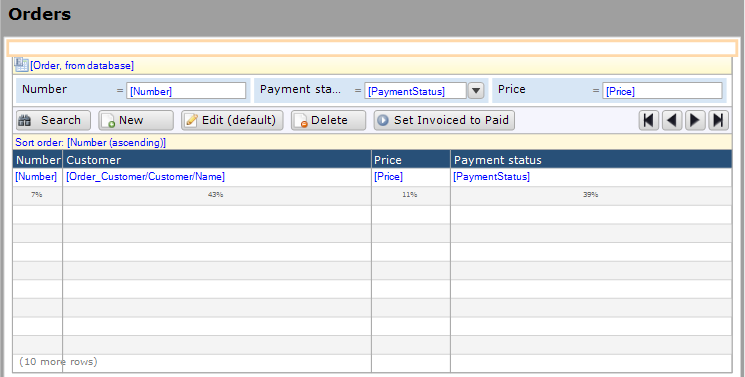 Orders
[Order, from database]
Number = [Number] Payment sta... = [PaymentStatus] Price = [Price]
Search New Edit (default) Delete Set Invoiced to Paid
Sort order: [Number (ascending)]
Number Customer Price Payment status
[Number] [Order_Customer/Customer/Name] [Price] [PaymentStatus]
7% 43% 11% 39%
(10 more rows)